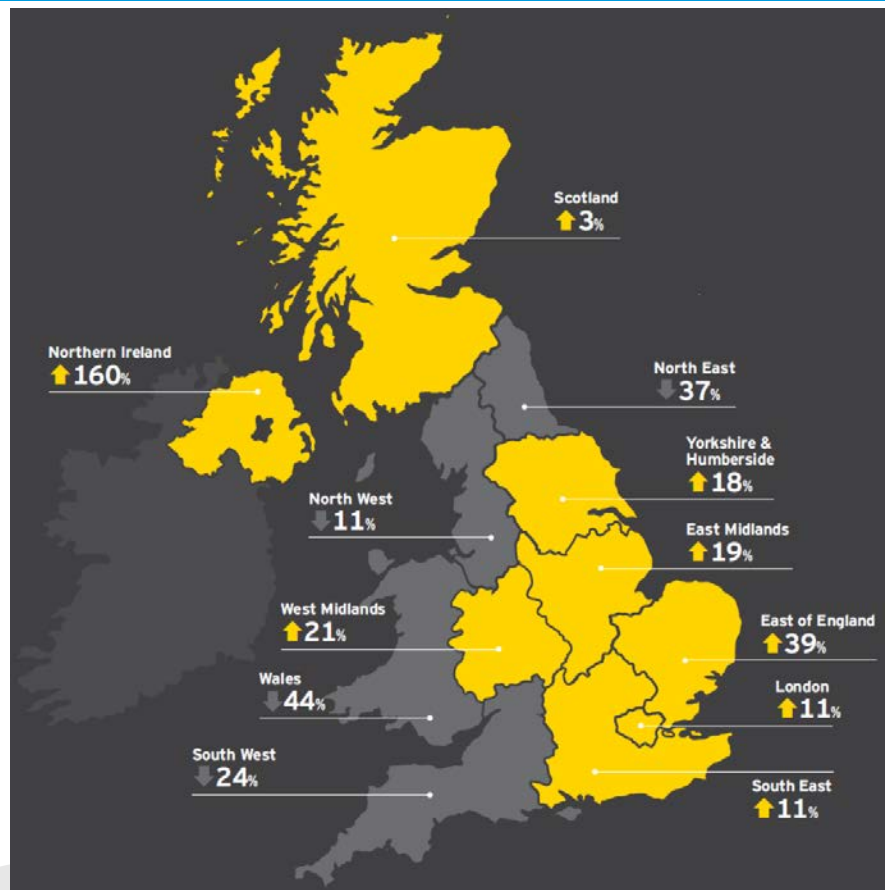 Scotland
3%
Northern Ireland
160%
North East
37%
Yorkshire &
Humberside
18%
North West
11%
East Midlands
19%
West Midlands
21%
East of England
39%
Wales
44%
London
11%
South West
24%
South East
11%